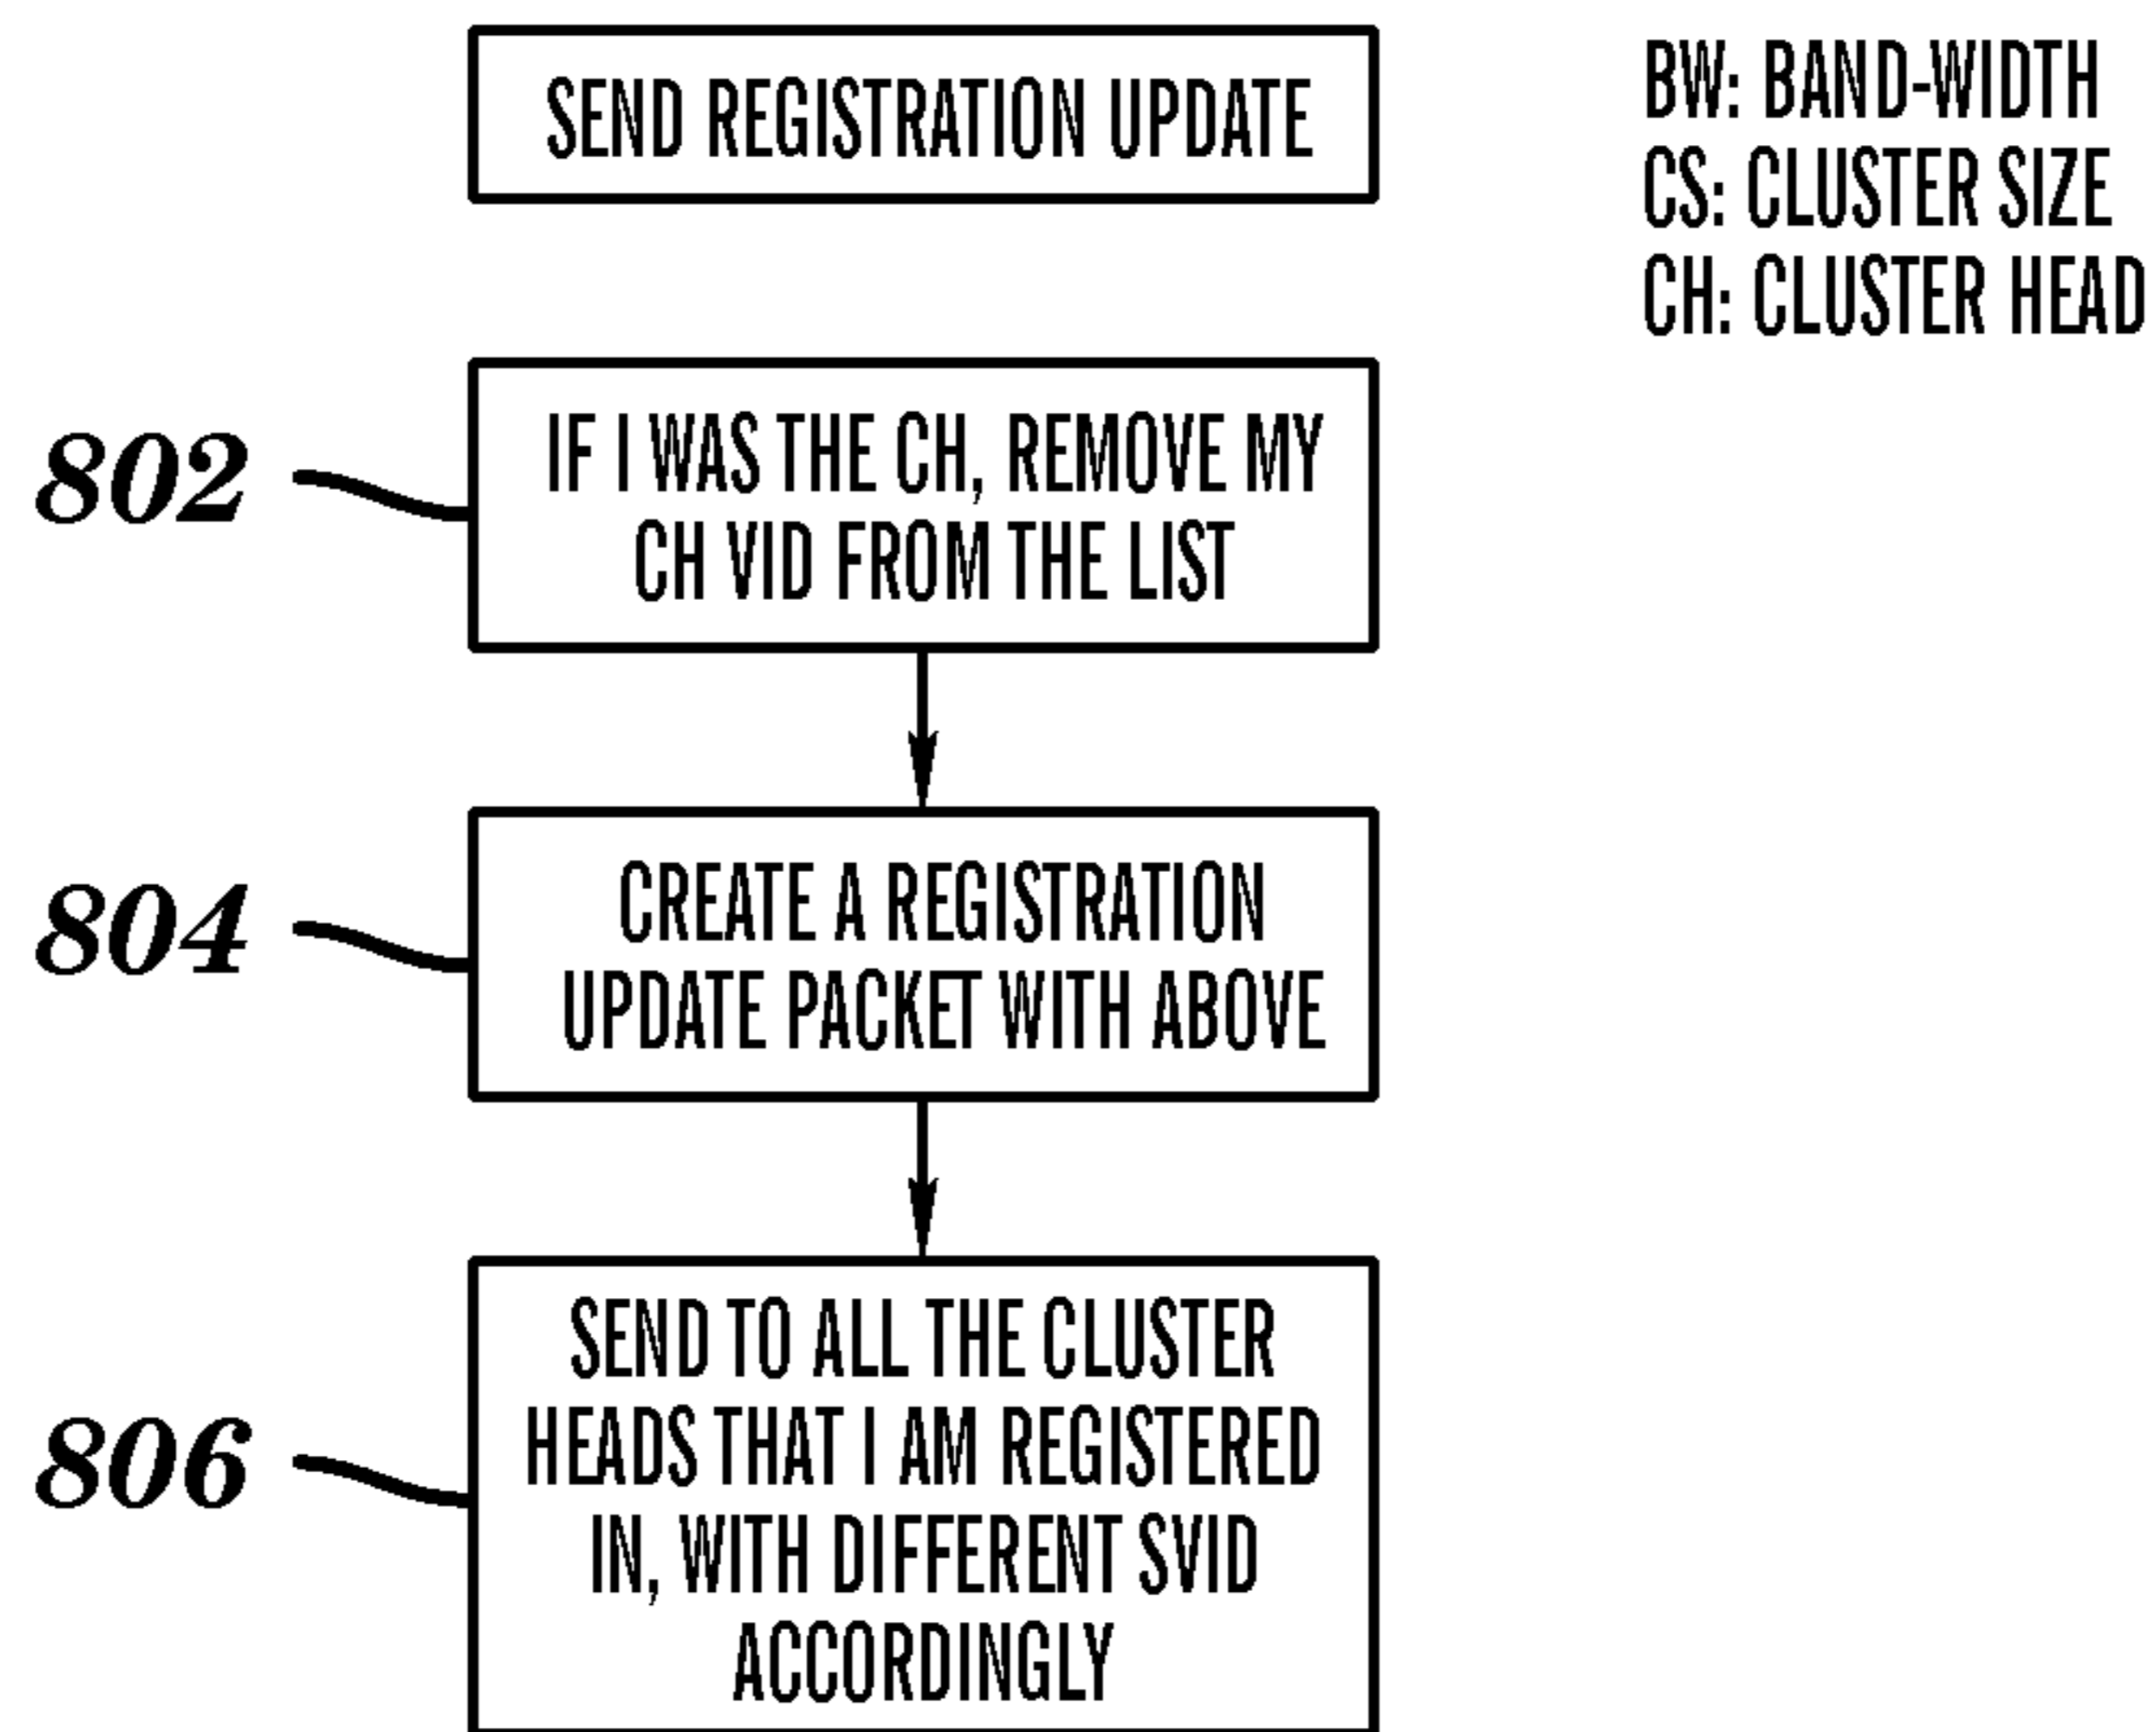 SEND REGISTRATION UPDATE
BW: BAND-WIDTH
CS: CLUSTER SIZE
CH: CLUSTER HEAD
802
IF I WAS THE CH, REMOVE MY
CH VID FROM THE LIST
804
CREATE A REGISTRATION
UPDATE PACKET WITH ABOVE
806
SEND TO ALL THE CLUSTER
HEADS THAT I AM REGISTERED
IN, WITH DIFFERENT SVID
ACCORDINGLY